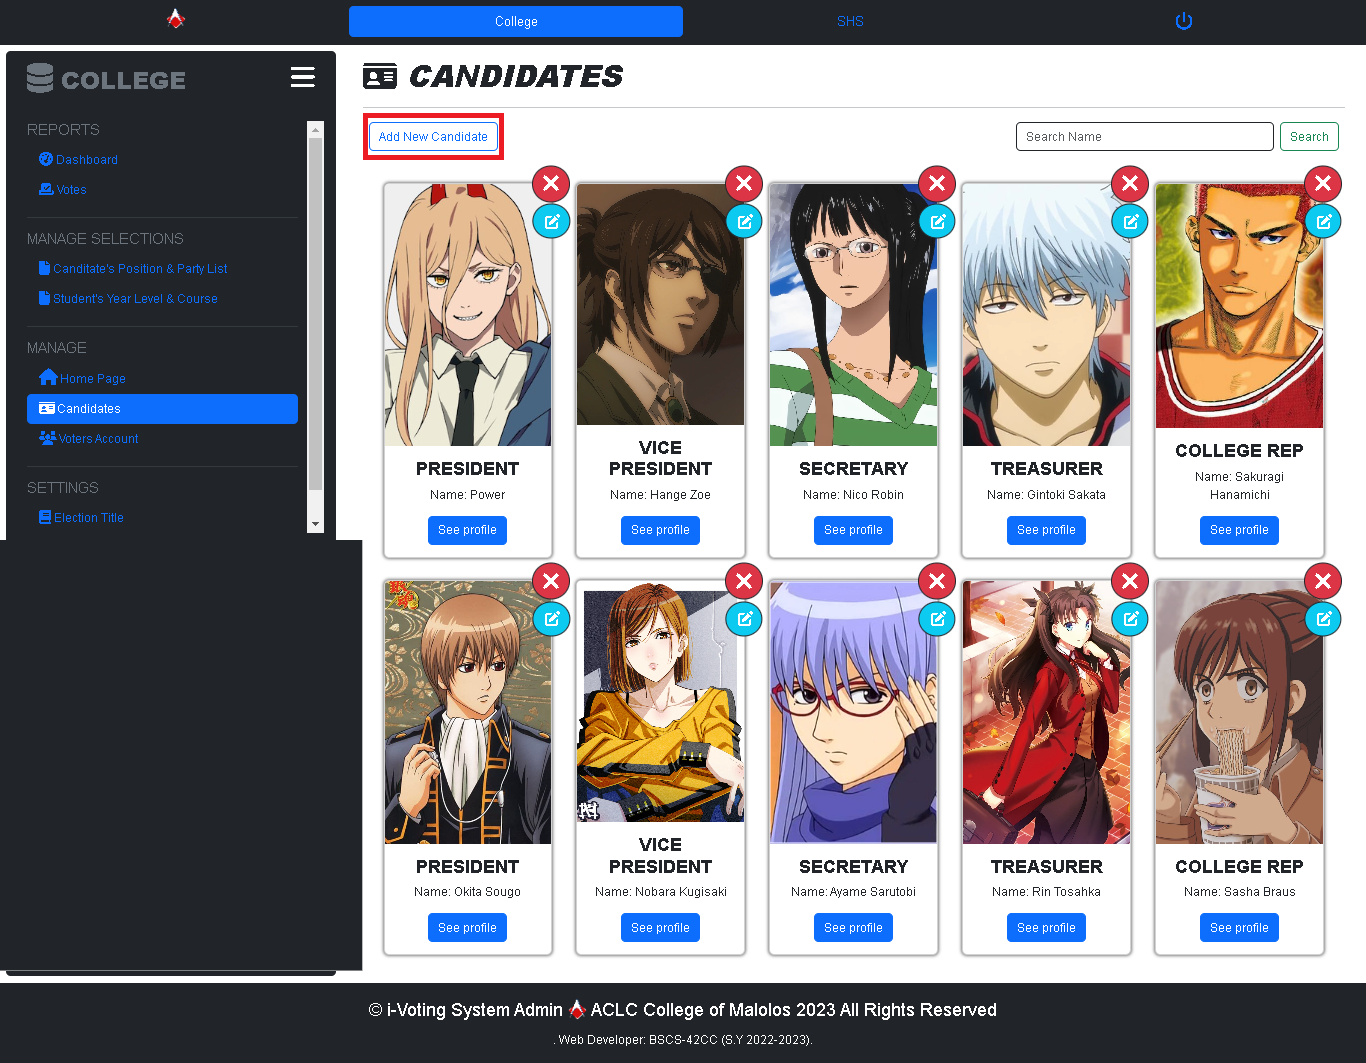 College
SHS
COLLEGE
REPORTS
Dashboard
Votes
MANAGE SELECTIONS
Canditate's Position & Party List
Student's Year Level & Course
MANAGE
Home Page
Candidates
Voters Account
SETTINGS
Election Title
CANDIDATES
Add New Candidate
Search Name
Search
PRESIDENT
Name: Power
See profile
VICE
PRESIDENT
Name: Hange Zoe
See profile
SECRETARY
Name: Nico Robin
See profile
TREASURER
Name: Gintoki Sakata
See profile
COLLEGE REP
Name: Sakuragi
Hanamichi
See profile
PRESIDENT
Name: Okita Sougo
See profile
VICE
PRESIDENT
Name: Nobara Kugisaki
See profile
SECRETARY
Name: Ayame Sarutobi
See profile
TREASURER
Name: Rin Tosahka
See profile
COLLEGE REP
Name: Sasha Braus
See profile
© i-Voting System Admin ACLC College of Malolos 2023 All Rights Reserved
. Web Developer: BSCS-42CC (S.Y 2022-2023).